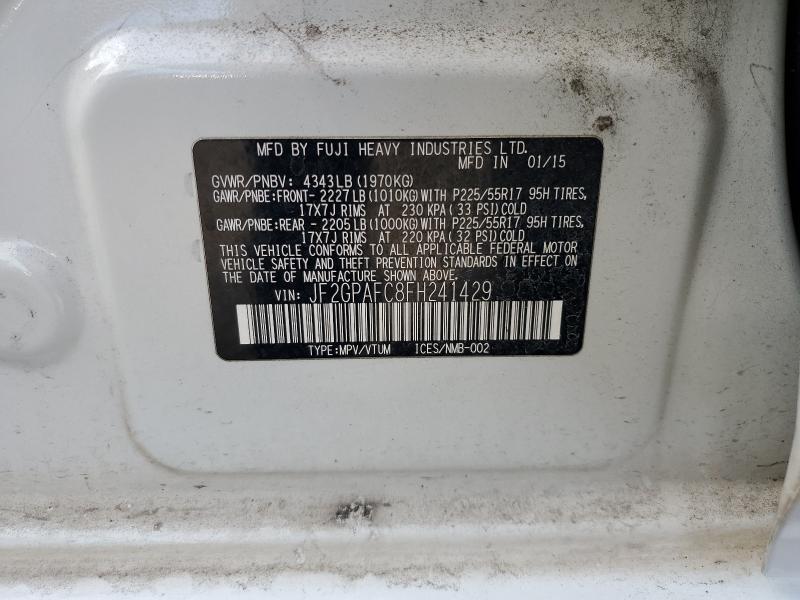 MFD BY FUJI HEAVY INDUSTRIES LTD.
MFD IN 01/15
GVWR/PNBV: 4343LB (1970KG)
GAWR/PNBE:FRONT- 2227LB (1010KG) WITH P225/55R17 95H TIRES,
17X7J RIMS AT 230 KPA (33 PSI) COLD
GAWR/PNBE:REAR - 2205LB (1000KG) WITH P225/55R17 95H TIRES,
17X7J RIMS AT 220 KPA (32 PSI) COLD
THIS VEHICLE CONFORMS TO ALL APPLICABLE FEDERAL MOTOR
VEHICLE SAFETY AND THEFT PREVENTION STANDARDS IN EFFECT ON
THE DATE OF MANUFACTURE SHOWN ABOVE.
VIN: JF2GPAFC8FH241429
TYPE:MPV/VTUM ICES/NMB-002